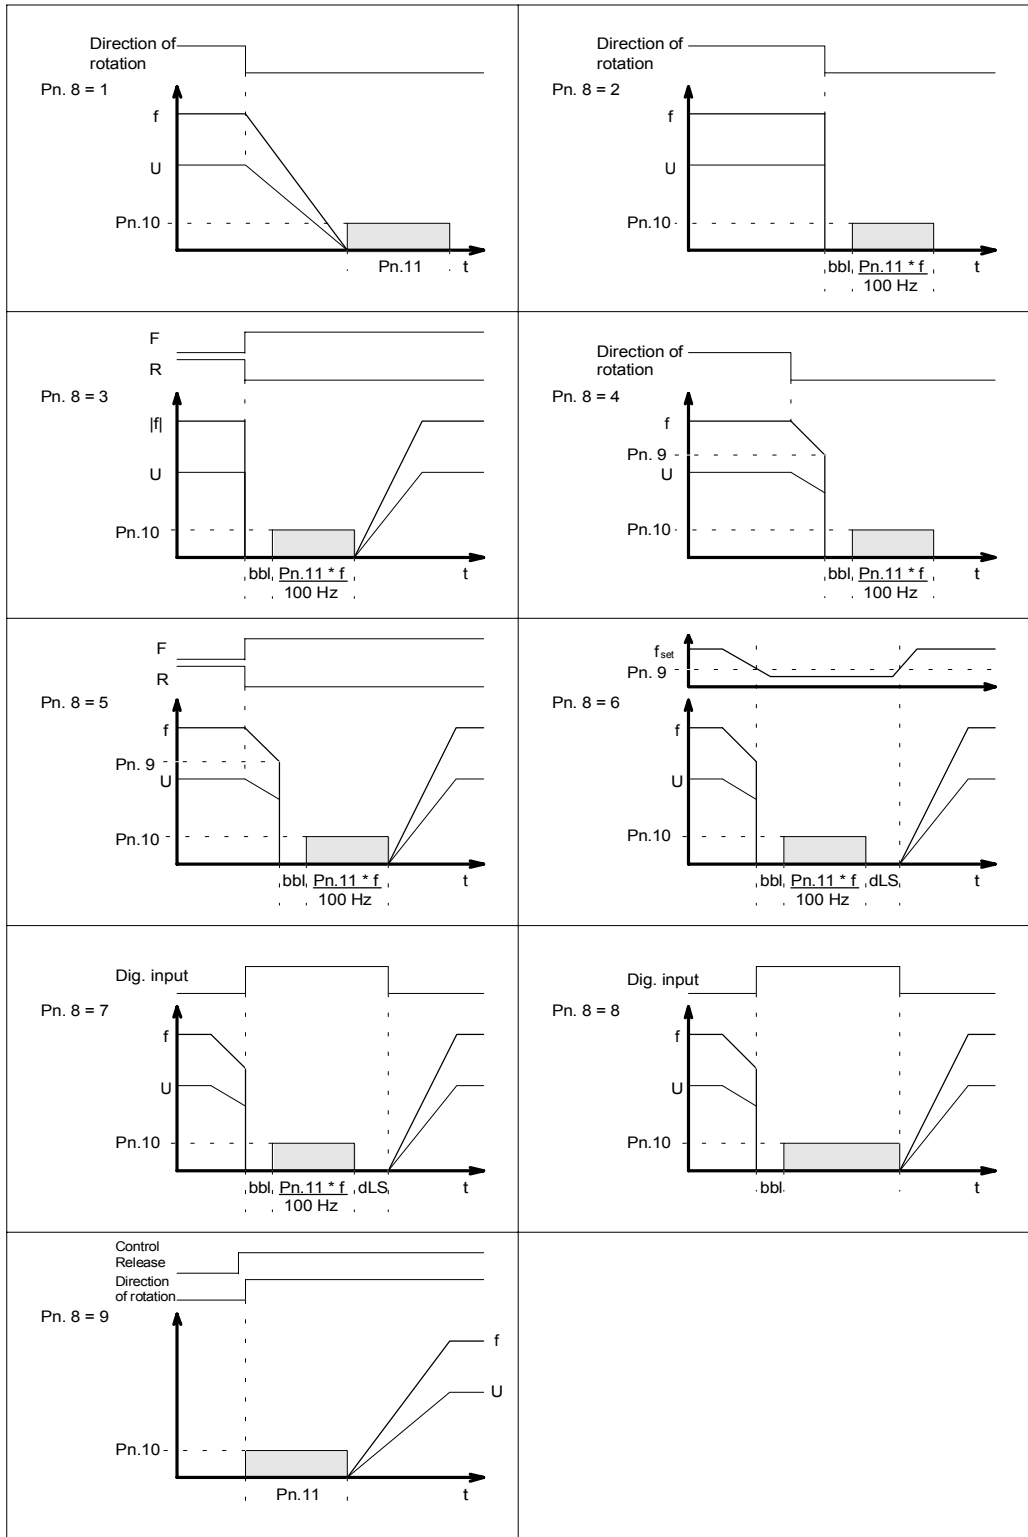 Direction of
rotation
Pn. 8 = 1
f
U
Pn.10
Pn.11
t
Direction of
rotation
Pn. 8 = 2
f
U
Pn.10
bbl
Pn.11 * f
100 Hz
t
F
R
Pn. 8 = 3
|f|
U
Pn.10
bbl
Pn.11 * f
100 Hz
t
Direction of
rotation
Pn. 8 = 4
f
Pn. 9
U
Pn.10
bbl
Pn.11 * f
100 Hz
t
F
R
Pn. 8 = 5
f
Pn. 9
U
Pn.10
bbl
Pn.11 * f
100 Hz
t
fset
Pn. 9
Pn. 8 = 6
f
U
Pn.10
bbl
Pn.11 * f
100 Hz
dLS
t
Dig. input
Pn. 8 = 7
f
U
Pn.10
bbl
Pn.11 * f
100 Hz
dLS
t
Dig. input
Pn. 8 = 8
f
U
Pn.10
bbl
t
Control
Release
Direction
of rotation
Pn. 8 = 9
f
U
Pn.10
Pn.11
t